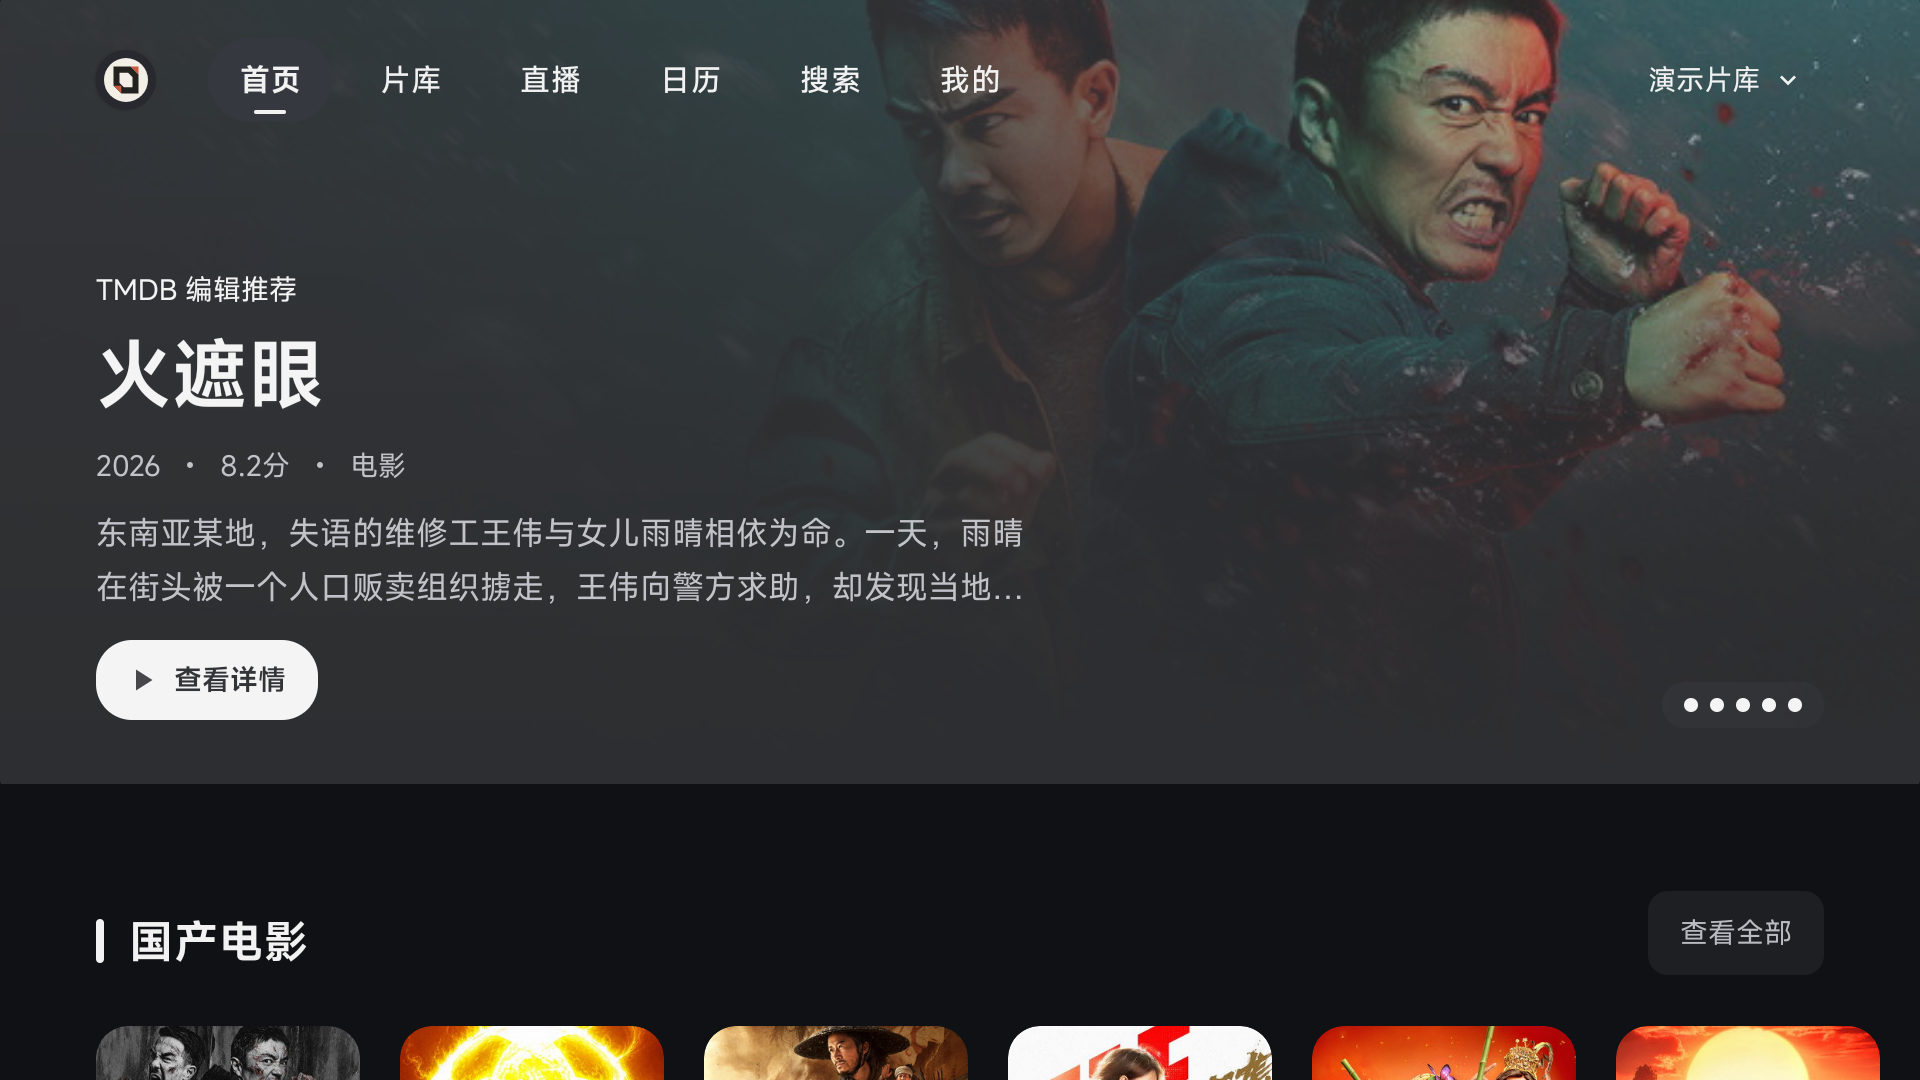 首页
片库
直播
日历
搜索
我的
演示片库
TMDB 编辑推荐
火遮眼
2026 • 8.2分 • 电影
东南亚某地，失语的维修工王伟与女儿雨晴相依为命。一天，雨晴
在街头被一个人口贩卖组织掳走，王伟向警方求助，却发现当地...
查看详情
国产电影
查看全部